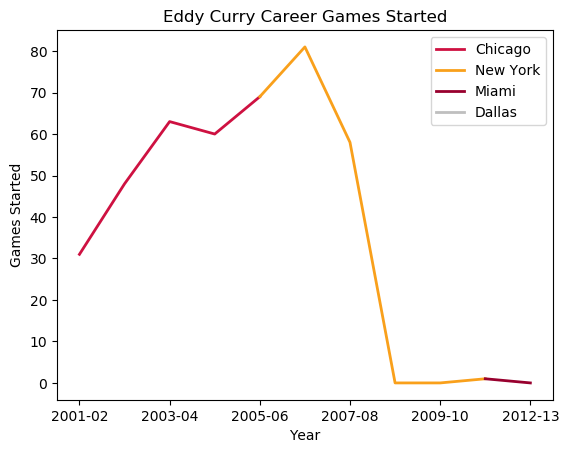 Eddy Curry Career Games Started
Chicago
New York
Miami
Dallas
80
70
60
50
40
30
20
10
0
Games Started
2001-02 2003-04 2005-06 2007-08 2009-10 2012-13
Year